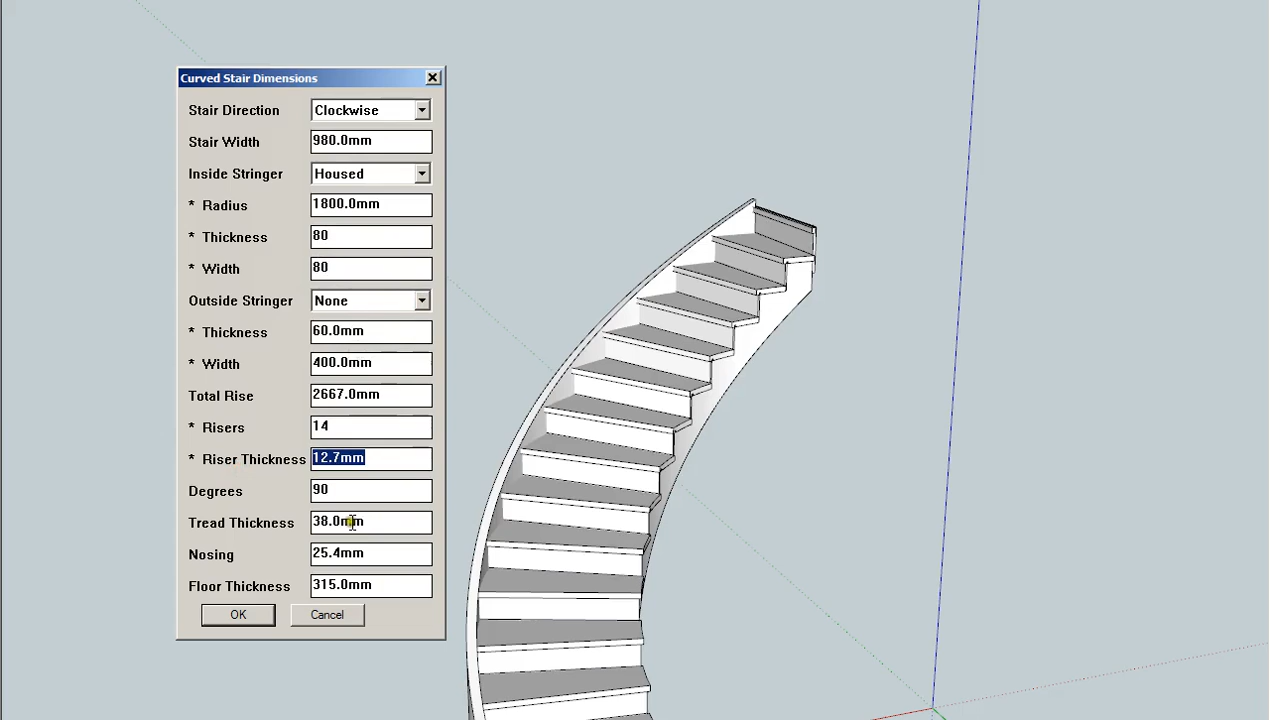 Curved Stair Dimensions
Stair Direction Clockwise
Stair Width 980.0mm
Inside Stringer Housed
* Radius 1800.0mm
* Thickness 80
* Width 80
Outside Stringer None
* Thickness 60.0mm
* Width 400.0mm
Total Rise 2667.0mm
* Risers 14
* Riser Thickness 12.7mm
Degrees 90
Tread Thickness 38.0mm
Nosing 25.4mm
Floor Thickness 315.0mm
OK Cancel